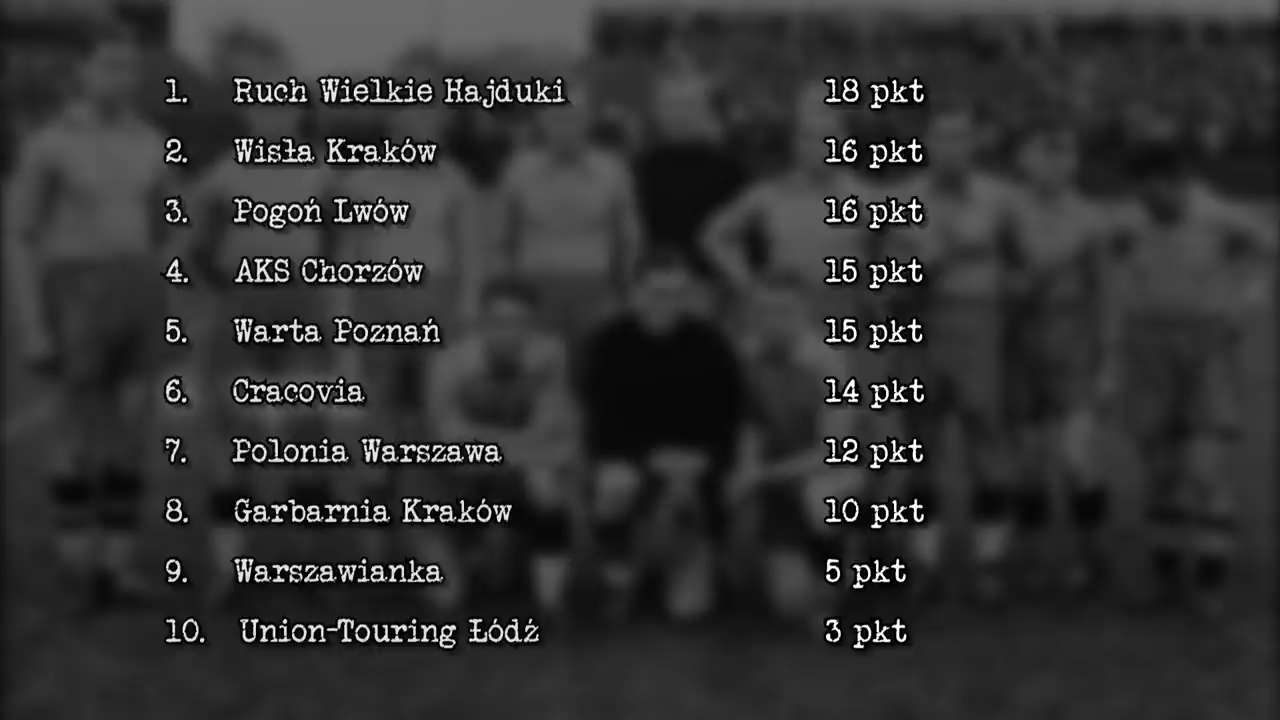 1. Ruch Wielkie Hajduki 18 pkt
2. Wisła Kraków 16 pkt
3. Pogoń Lwów 16 pkt
4. AKS Chorzów 15 pkt
5. Warta Poznań 15 pkt
6. Cracovia 14 pkt
7. Polonia Warszawa 12 pkt
8. Garbarnia Kraków 10 pkt
9. Warszawianka 5 pkt
10. Union-Touring Łódź 3 pkt